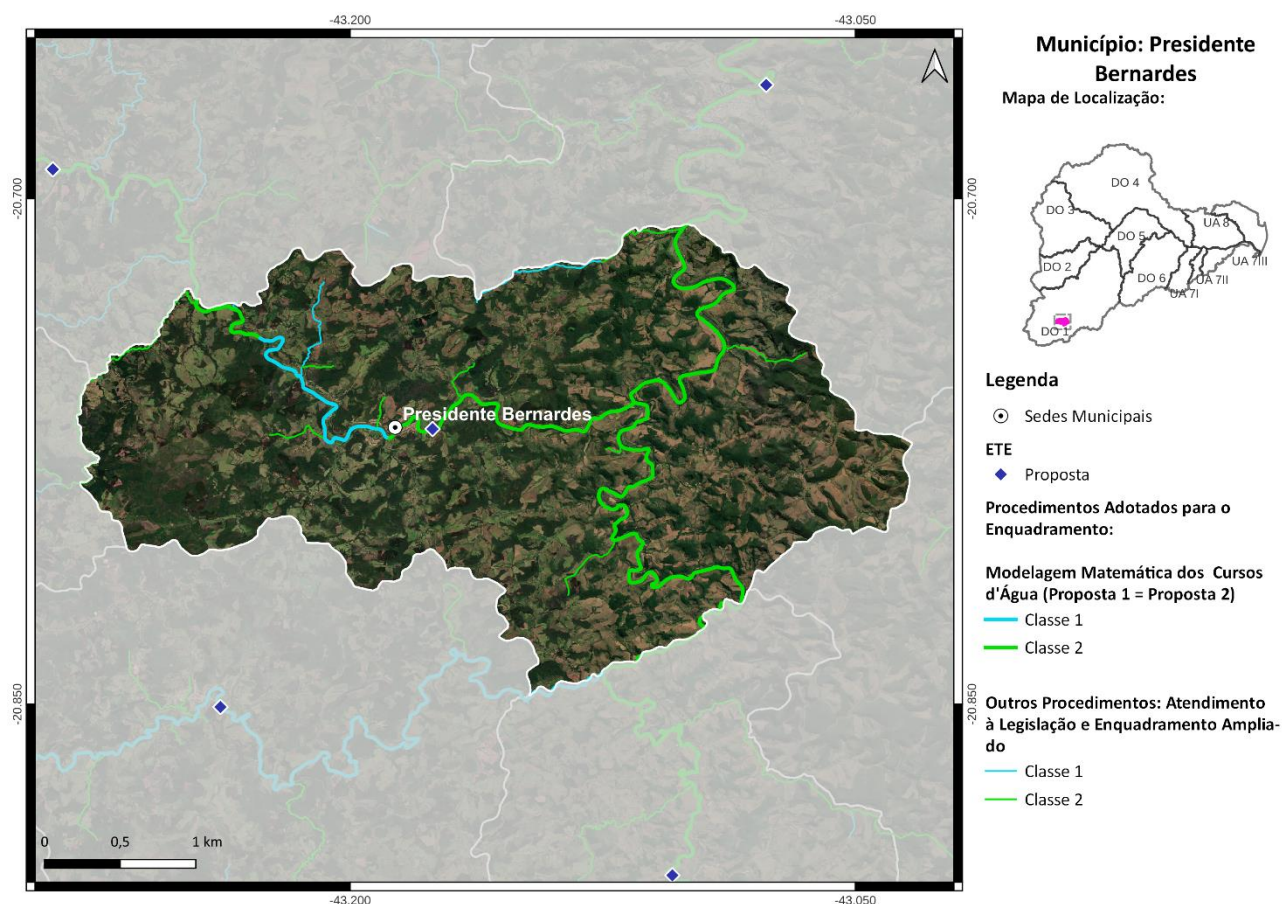 -43.200
-43.050
-20.700
-20.700
Presidente Bernardes
-20.850
-20.850
0
0,5
1 km
-43.200
-43.050
Município: Presidente
Bernardes
Mapa de Localização:
DO 4
DO 3
UA 8
DO 5
UA 7III
DO 2
DO 6
UA 7II
UA 7I
DO 1
Legenda
Sedes Municipais
ETE
Proposta
Procedimentos Adotados para o
Enquadramento:
Modelagem Matemática dos Cursos
d'Água (Proposta 1 = Proposta 2)
Classe 1
Classe 2
Outros Procedimentos: Atendimento
à Legislação e Enquadramento Amplia-
do
Classe 1
Classe 2